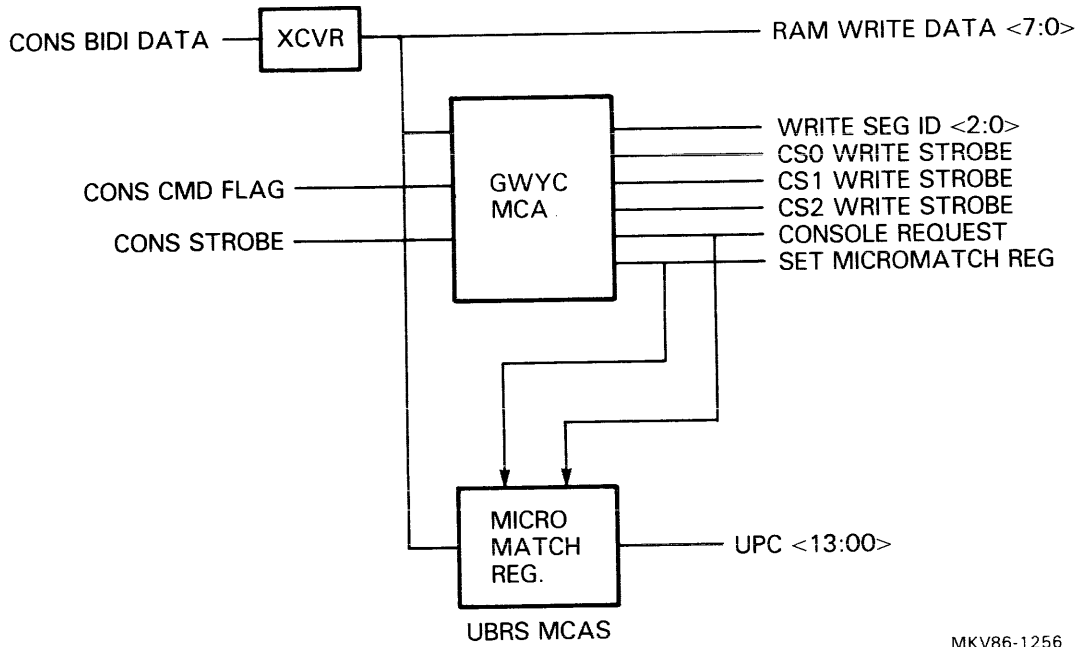 CONS BIDI DATA
XCVR
RAM WRITE DATA <7:0>
WRITE SEG ID <2:0>
CS0 WRITE STROBE
CONS CMD FLAG
GWYC
MCA
CS1 WRITE STROBE
CS2 WRITE STROBE
CONS STROBE
CONSOLE REQUEST
SET MICROMATCH REG
MICRO
MATCH
REG.
UPC <13:00>
UBRS MCAS
MKV86-1256